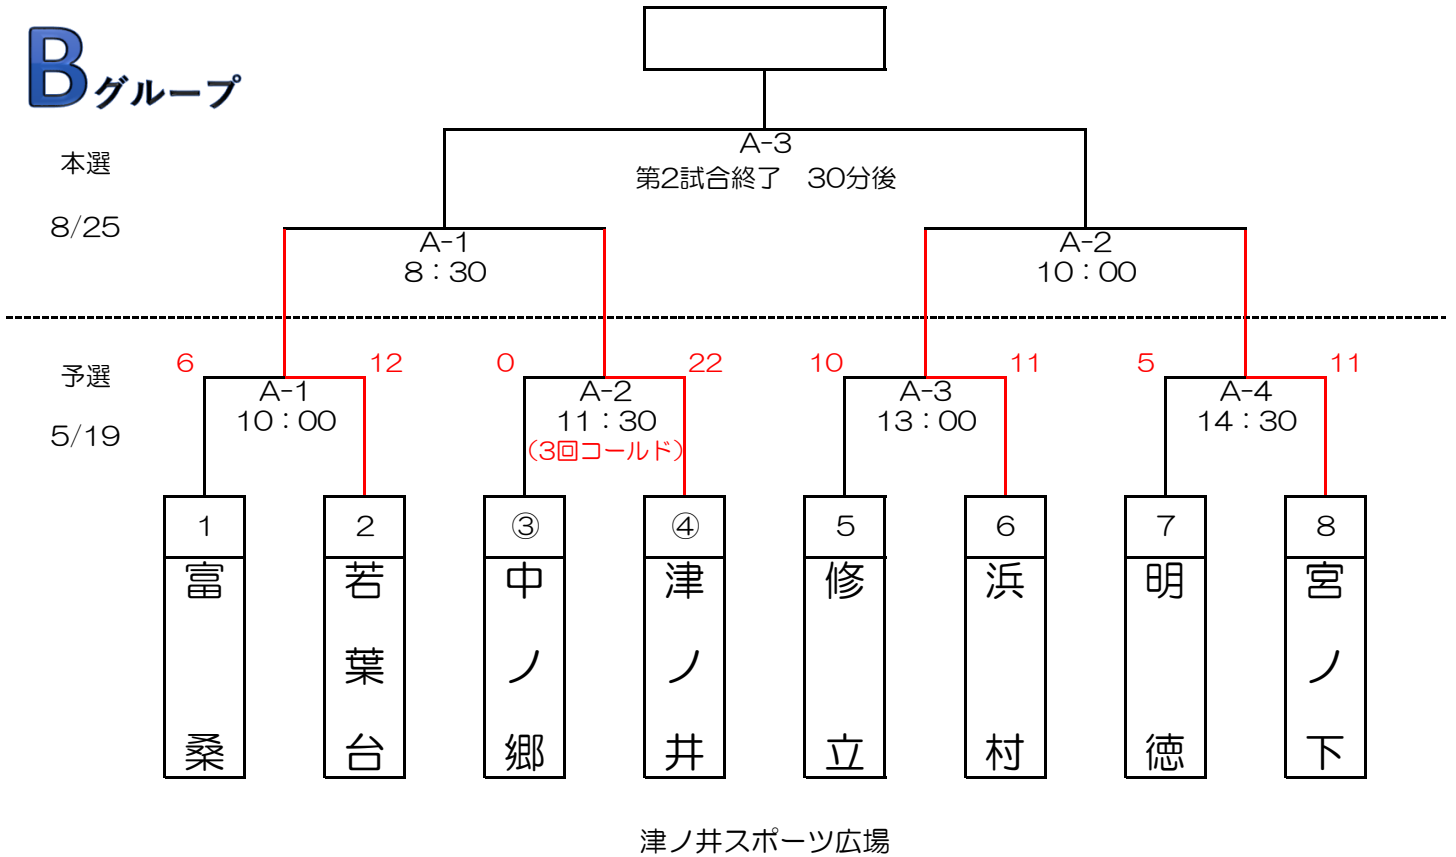 Bグループ
A-3
第2試合終了　30分後
本選
8/25
A-1
8：30
A-2
10：00
予選
5/19
6
12
0
22
10
11
5
11
A-1
10：00
A-2
11：30
(3回コールド)
A-3
13：00
A-4
14：30
1
2
③
④
5
6
7
8
富桑
若葉台
中ノ郷
津ノ井
修立
浜村
明徳
宮ノ下
津ノ井スポーツ広場